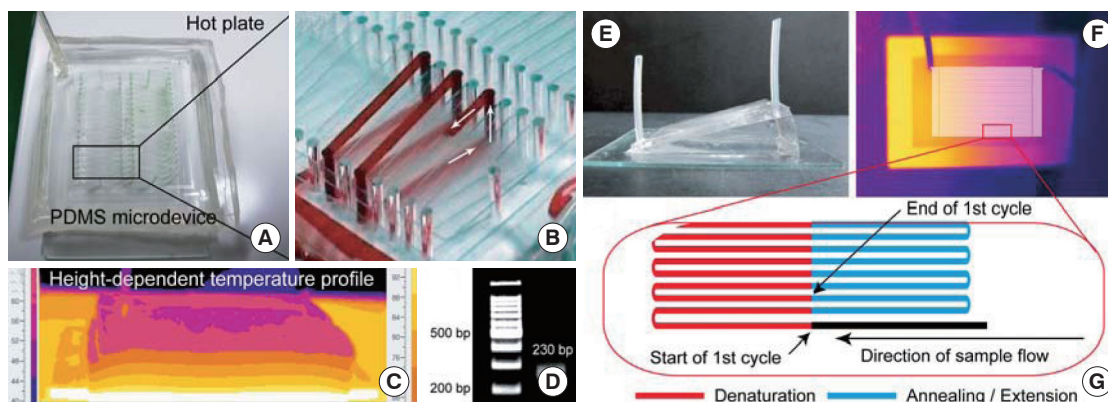 Hot plate
PDMS microdevice
A
B
E
F
Height-dependent temperature profile
C
500 bp
230 bp
200 bp
D
End of 1st cycle
Start of 1st cycle
Direction of sample flow
Denaturation
Annealing / Extension
G